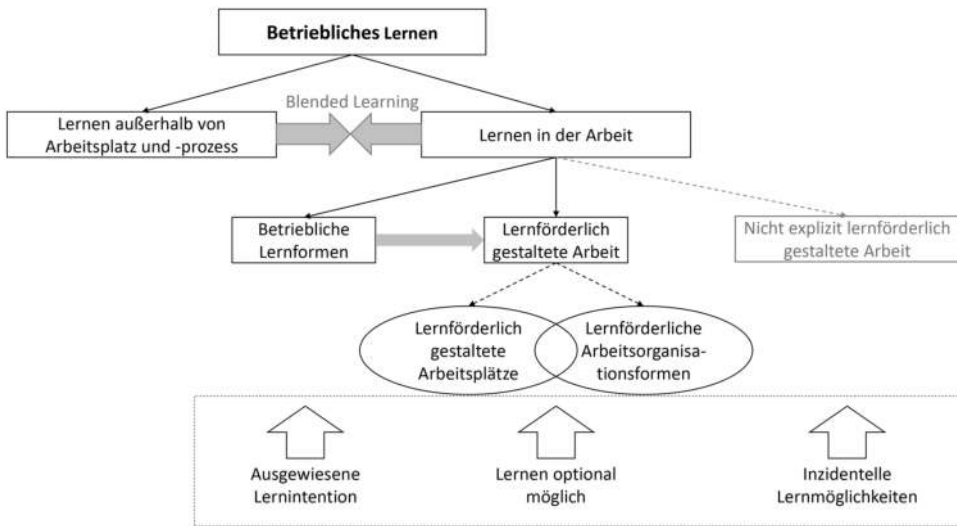 Betriebliches Lernen
Blended Learning
Lernen außerhalb von
Arbeitsplatz und -prozess
Lernen in der Arbeit
Betriebliche
Lernformen
Lernförderlich
gestaltete Arbeit
Nicht explizit lernförderlich
gestaltete Arbeit
Lernförderlich
gestaltete
Arbeitsplätze
Lernförderliche
Arbeitsorganisa-
tionsformen
Ausgewiesene
Lernintention
Lernen optional
möglich
Inzidentelle
Lernmöglichkeiten